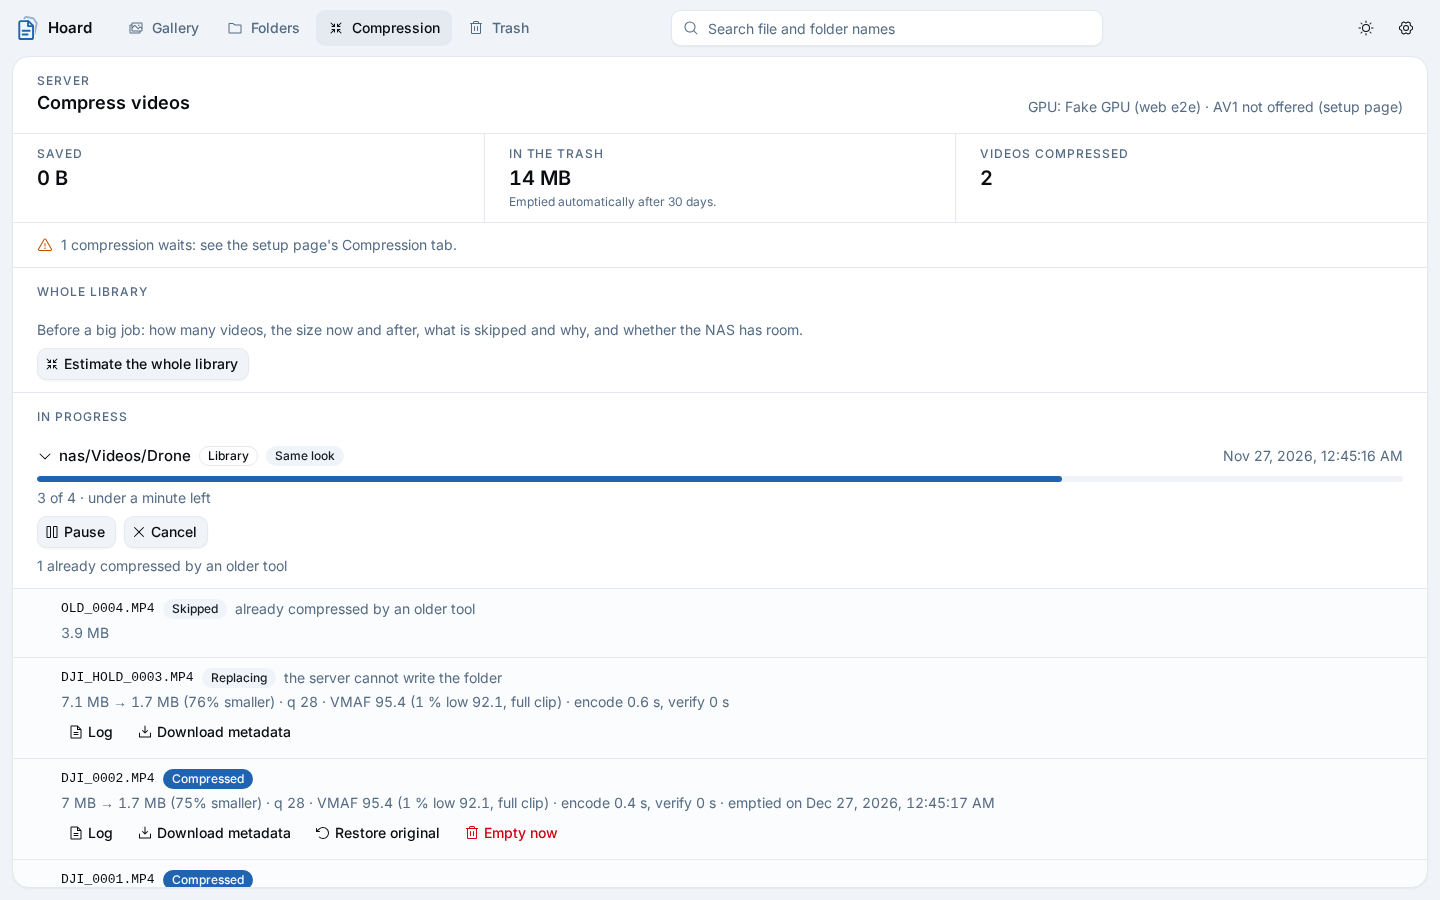 Hoard
Gallery
Folders
Compression
Trash
Search file and folder names
SERVER
Compress videos
GPU: Fake GPU (web e2e) · AV1 not offered (setup page)
SAVED
0 B
IN THE TRASH
14 MB
Emptied automatically after 30 days.
VIDEOS COMPRESSED
2
1 compression waits: see the setup page's Compression tab.
WHOLE LIBRARY
Before a big job: how many videos, the size now and after, what is skipped and why, and whether the NAS has room.
Estimate the whole library
IN PROGRESS
nas/Videos/Drone Library Same look
Nov 27, 2026, 12:45:16 AM
3 of 4 · under a minute left
Pause
Cancel
1 already compressed by an older tool
OLD_0004.MP4 Skipped already compressed by an older tool
3.9 MB
DJI_HOLD_0003.MP4 Replacing the server cannot write the folder
7.1 MB → 1.7 MB (76% smaller) · q 28 · VMAF 95.4 (1 % low 92.1, full clip) · encode 0.6 s, verify 0 s
Log Download metadata
DJI_0002.MP4 Compressed
7 MB → 1.7 MB (75% smaller) · q 28 · VMAF 95.4 (1 % low 92.1, full clip) · encode 0.4 s, verify 0 s · emptied on Dec 27, 2026, 12:45:17 AM
Log Download metadata Restore original Empty now
DJI_0001.MP4 Compressed